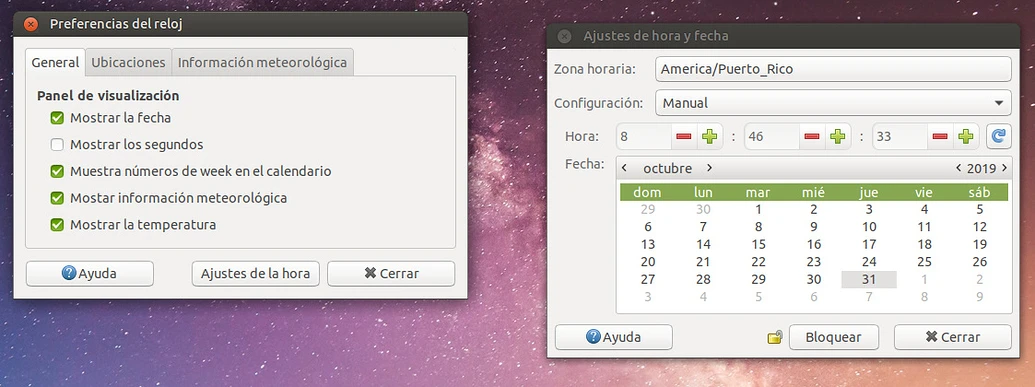 Preferencias del reloj
General Ubicaciones Información meteorológica
Panel de visualización
Mostrar la fecha
Mostrar los segundos
Muestra números de week en el calendario
Mostar información meteorológica
Mostrar la temperatura
Ayuda Ajustes de la hora Cerrar
Ajustes de hora y fecha
Zona horaria: America/Puerto_Rico
Configuración: Manual
Hora: 8 : 46 : 33
Fecha: < octubre > < 2019 >
dom lun mar mié jue vie sáb
29 30 1 2 3 4 5
6 7 8 9 10 11 12
13 14 15 16 17 18 19
20 21 22 23 24 25 26
27 28 29 30 31 1 2
3 4 5 6 7 8 9
Ayuda Bloquear Cerrar